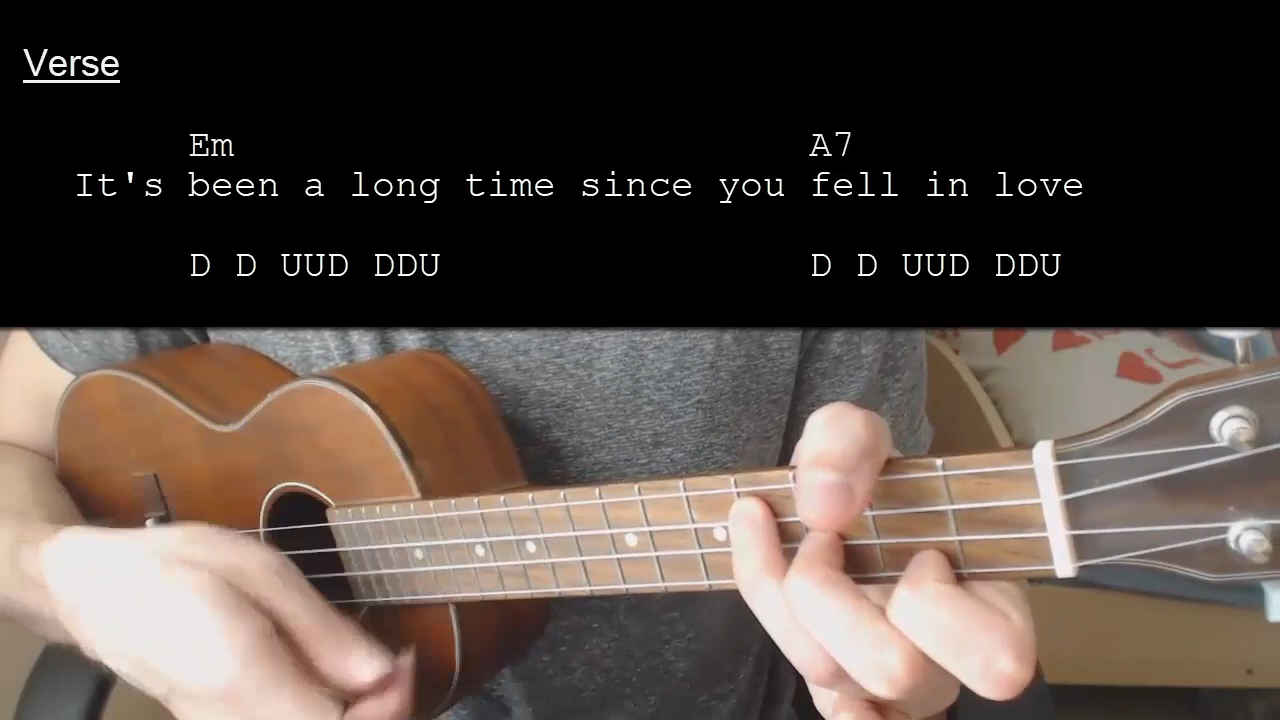 Verse
Em A7
It's been a long time since you fell in love
D D UUD DDU D D UUD DDU